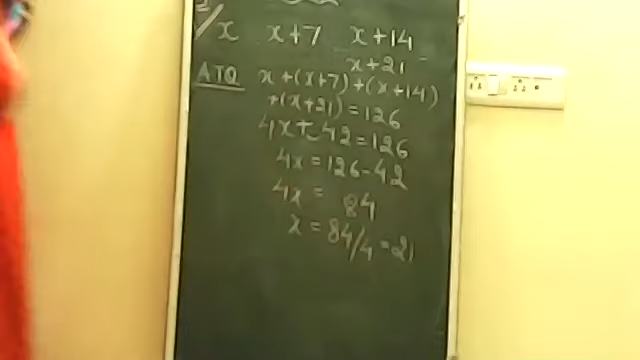 2/ x x+7 x+14
x+21
ATQ x+(x+7)+(x+14)
+(x+21)=126
4x+42=126
4x=126-42
4x= 84
x=84/4=21